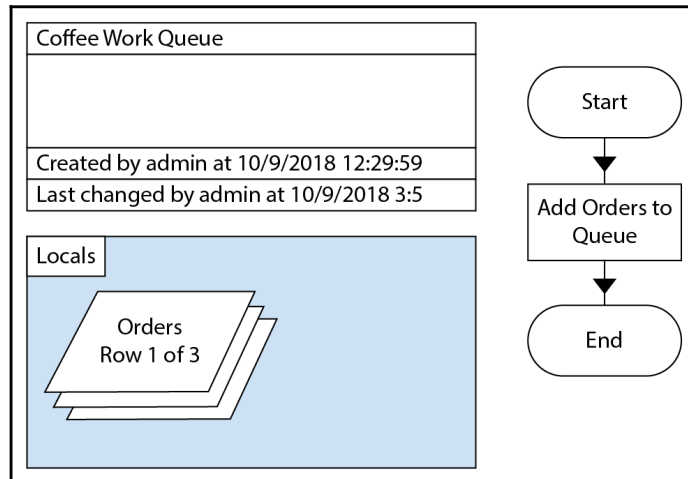 Coffee Work Queue
Created by admin at 10/9/2018 12:29:59
Last changed by admin at 10/9/2018 3:5
Locals
Orders
Row 1 of 3
Start
Add Orders to
Queue
End